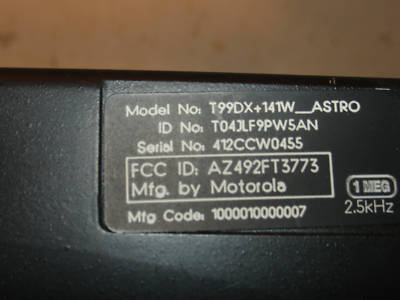 Model No: T99DX+141W_ASTRO
ID No: T04JLF9PW5AN
Serial No: 412CCW0455
FCC ID: AZ492FT3773
Mfg. by Motorola
1 MEG
Mfg Code: 1000010000007
2.5kHz